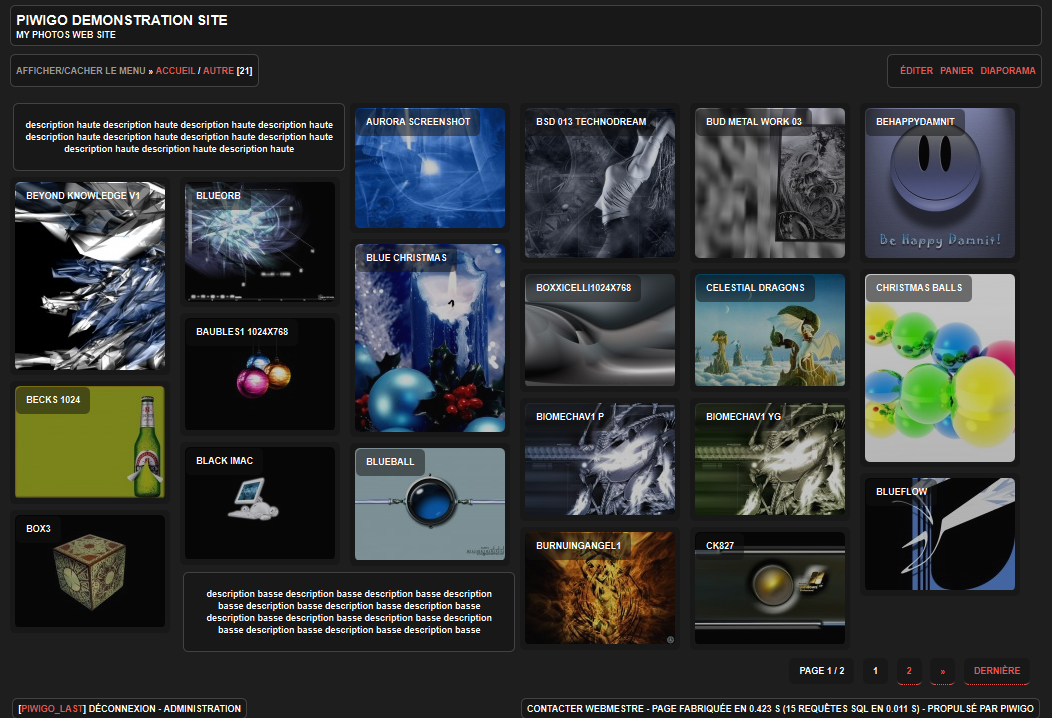 PIWIGO DEMONSTRATION SITE
MY PHOTOS WEB SITE
AFFICHER/CACHER LE MENU » ACCUEIL / AUTRE [21]
ÉDITER PANIER DIAPORAMA
description haute description haute description haute description haute
description haute description haute description haute description haute
description haute description haute description haute
AURORA SCREENSHOT
BSD 013 TECHNODREAM
BUD METAL WORK 03
BEHAPPYDAMNIT
Be Happy Damnit!
BEYOND KNOWLEDGE V1
BLUEORB
BLUE CHRISTMAS
BOXXICELLI1024X768
CELESTIAL DRAGONS
CHRISTMAS BALLS
BAUBLES1 1024X768
BECKS 1024
BIOMECHAV1 P
BIOMECHAV1 YG
BLACK IMAC
BLUEBALL
BLUEFLOW
BOX3
BURNUINGANGEL1
CK827
description basse description basse description basse description
basse description basse description basse description basse
description basse description basse description basse description
basse description basse description basse description basse
PAGE 1 / 2 1 2 » DERNIÈRE
[PIWIGO_LAST] DÉCONNEXION - ADMINISTRATION
CONTACTER WEBMESTRE - PAGE FABRIQUÉE EN 0.423 S (15 REQUÊTES SQL EN 0.011 S) - PROPULSÉ PAR PIWIGO